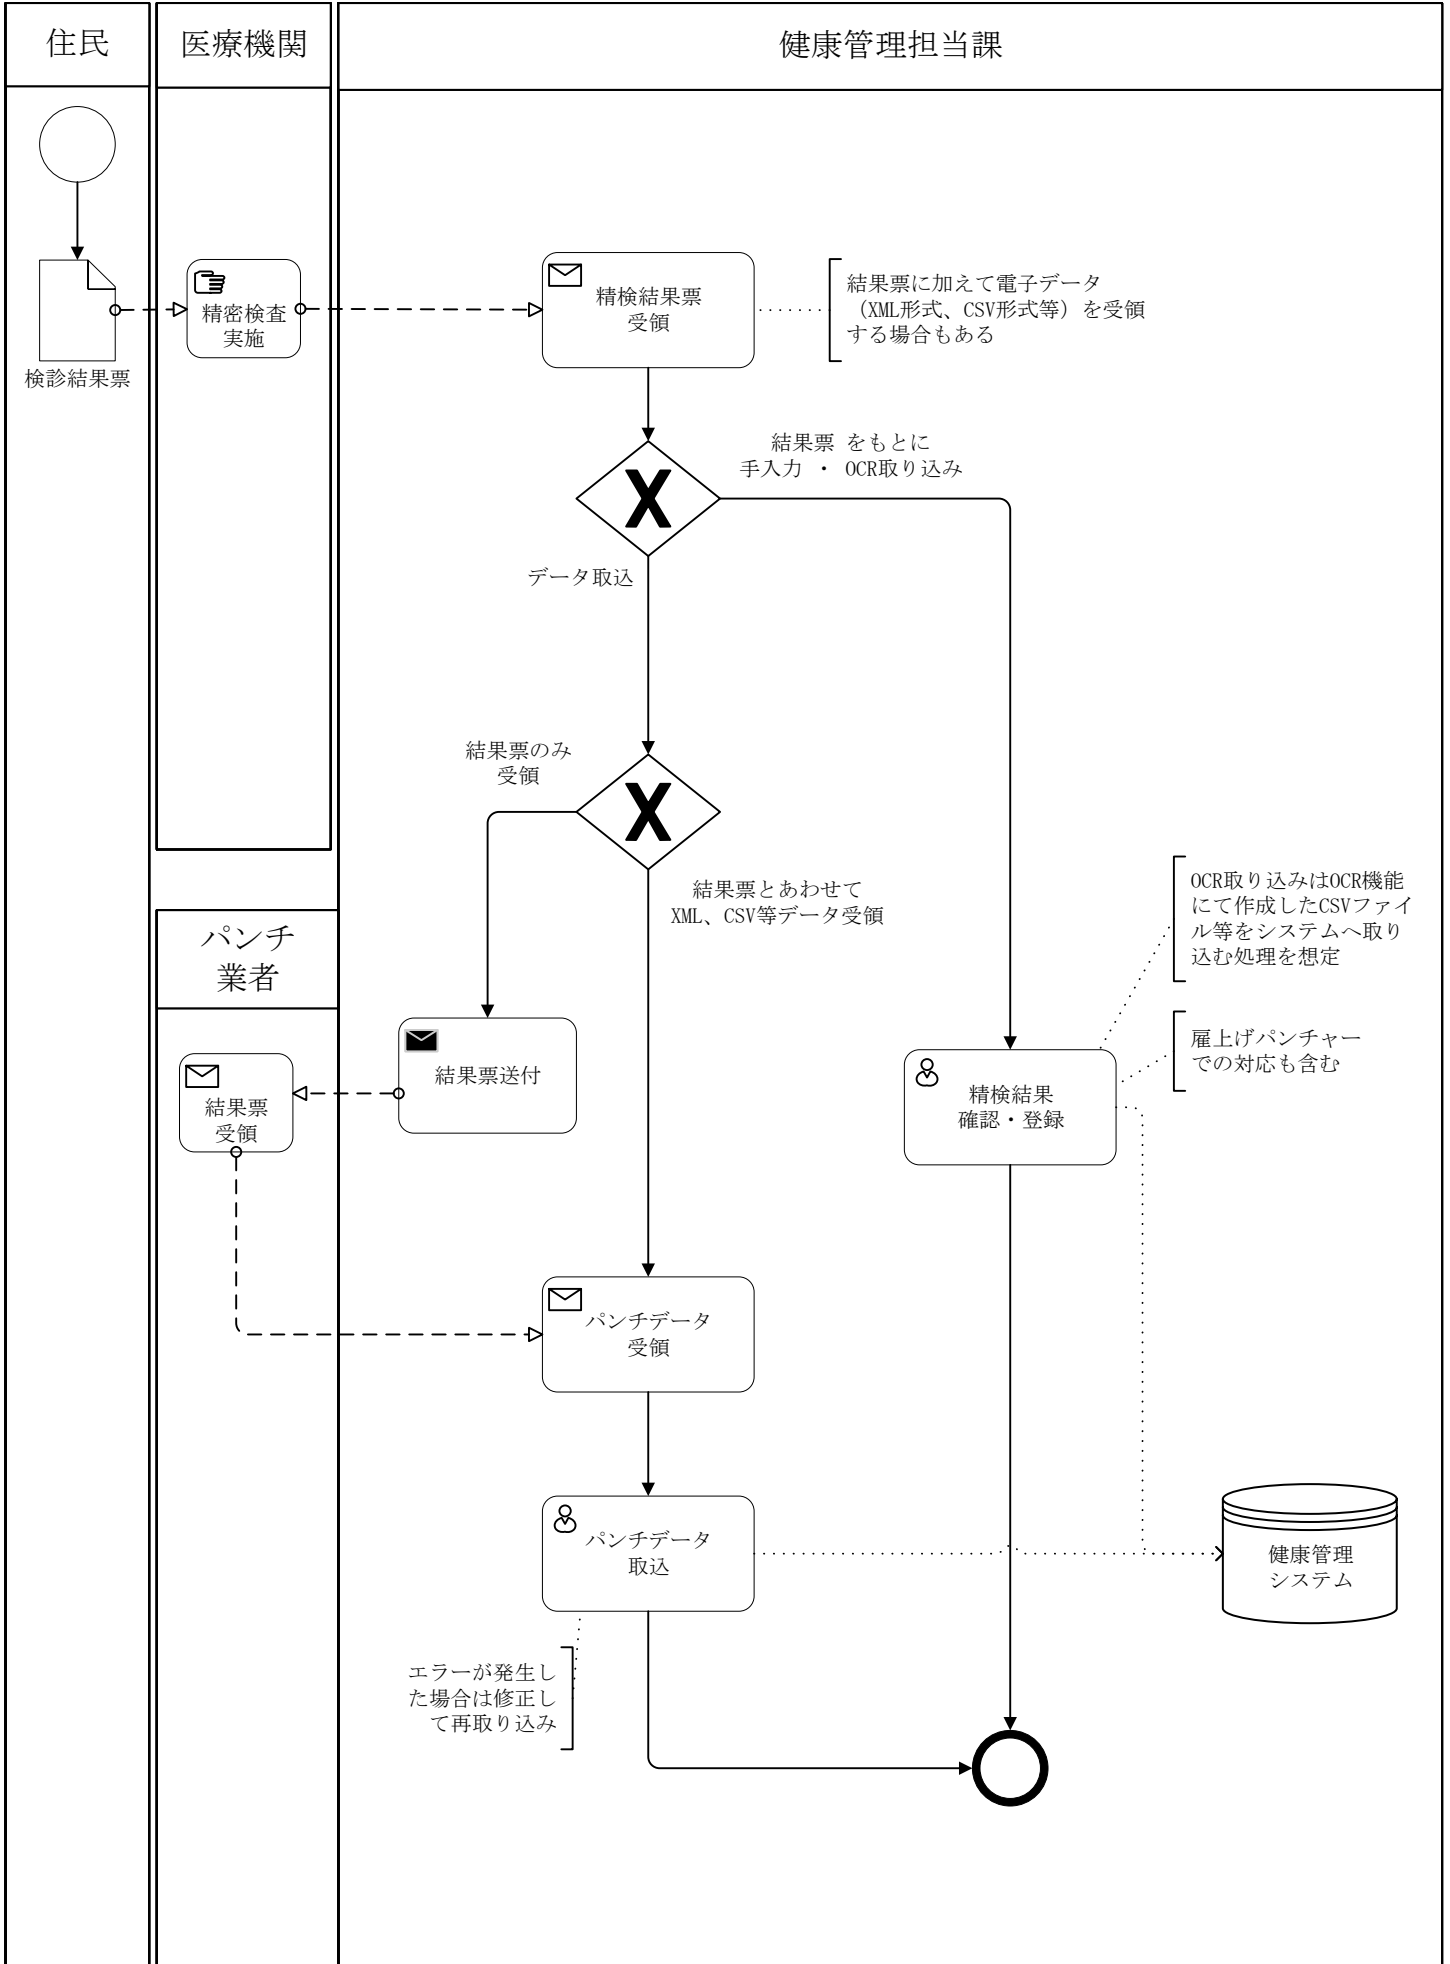 住民
医療機関
健康管理担当課
検診結果票
精密検査
実施
精検結果票
受領
結果票に加えて電子データ
（XML形式、CSV形式等）を受領
する場合もある
結果票 をもとに
手入力 ・ OCR取り込み
データ取込
結果票のみ
受領
結果票とあわせて
XML、CSV等データ受領
OCR取り込みはOCR機能
にて作成したCSVファイ
ル等をシステムへ取り
込む処理を想定
パンチ
業者
雇上げパンチャー
での対応も含む
結果票
受領
結果票送付
精検結果
確認・登録
パンチデータ
受領
パンチデータ
取込
健康管理
システム
エラーが発生し
た場合は修正し
て再取り込み